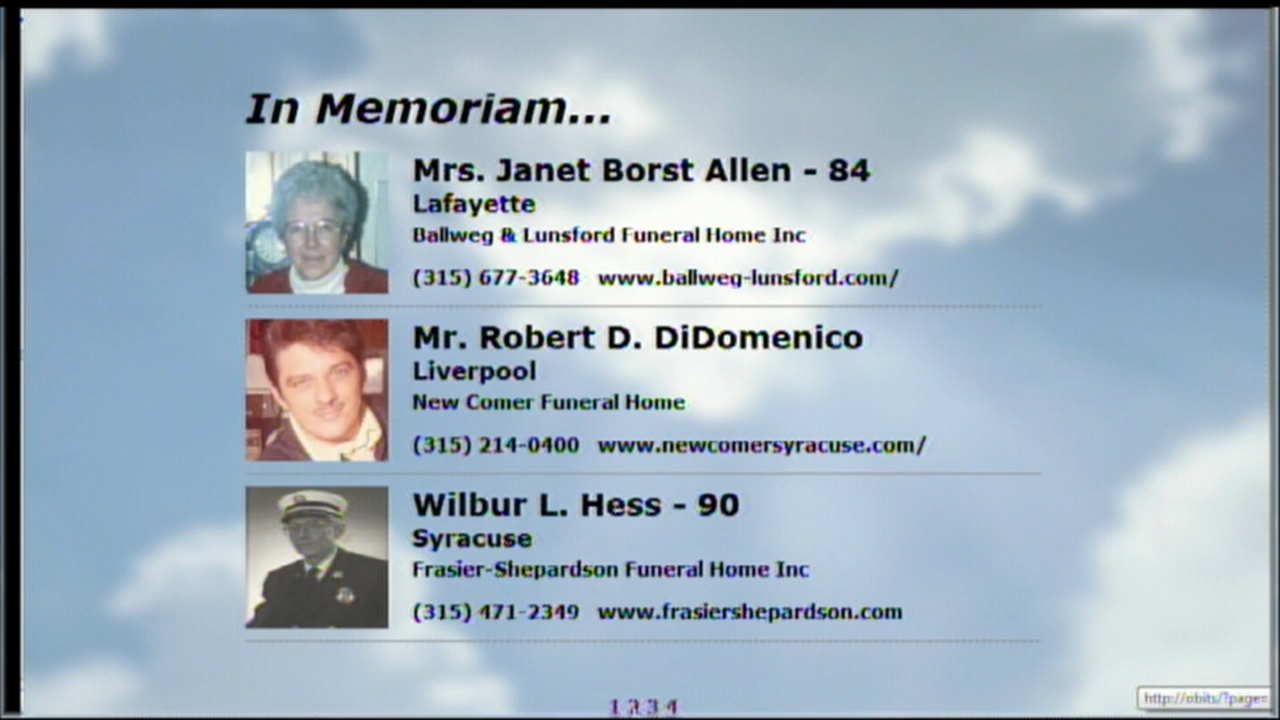 In Memoriam...
Mrs. Janet Borst Allen - 84
Lafayette
Ballweg & Lunsford Funeral Home Inc
(315) 677-3648 www.ballweg-lunsford.com/
Mr. Robert D. DiDomenico
Liverpool
New Comer Funeral Home
(315) 214-0400 www.newcomersyracuse.com/
Wilbur L. Hess - 90
Syracuse
Frasier-Shepardson Funeral Home Inc
(315) 471-2349 www.frasiershepardson.com
1 2 3 4
http://obits/?page=